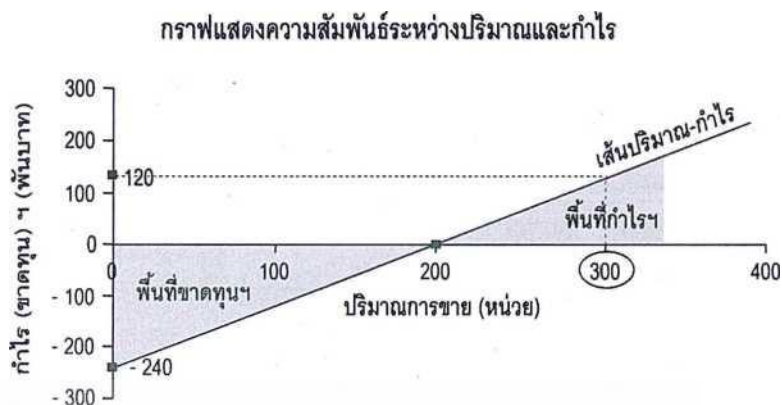 กราฟแสดงความสัมพันธ์ระหว่างปริมาณและกำไร
กำไร (ขาดทุน) ฯ (พันบาท)
300
200
100
0
- 100
- 200
- 300
120
- 240
เส้นปริมาณ-กำไร
พื้นที่กำไรฯ
พื้นที่ขาดทุนฯ
0 100 200 300 400
ปริมาณการขาย (หน่วย)